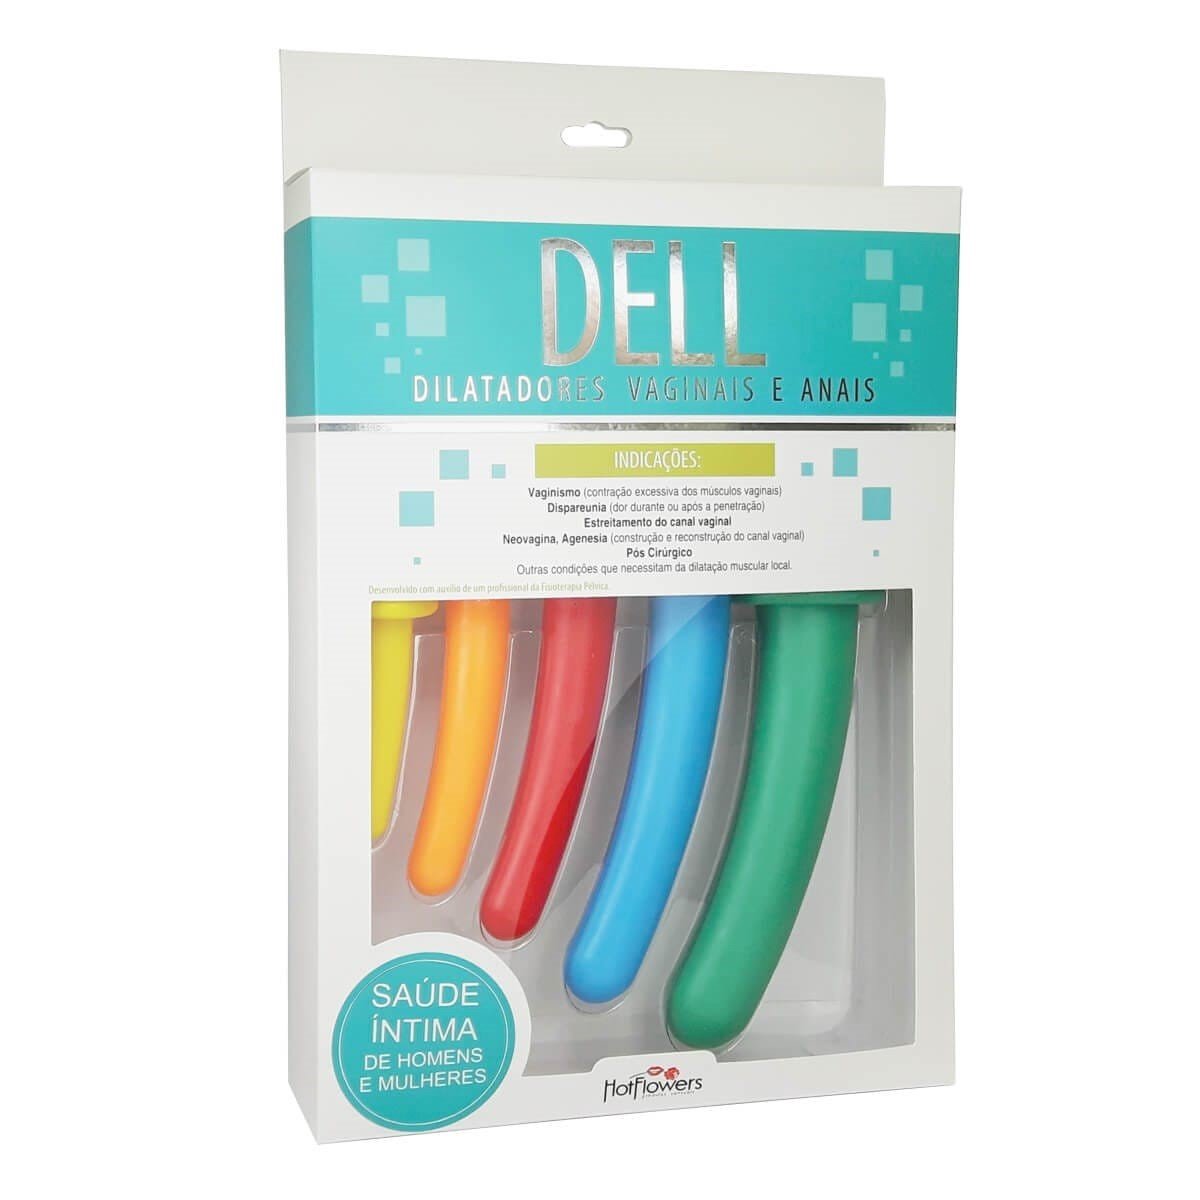 DELL
DILATADORES VAGINAIS E ANAIS
INDICAÇÕES:
Vaginismo (contração excessiva dos músculos vaginais)
Dispareunia (dor durante ou após a penetração)
Estreitamento do canal vaginal
Neovagina, Agenesia (construção e reconstrução do canal vaginal)
Pós Cirúrgico
Outras condições que necessitam da dilatação muscular local.
Desenvolvido com auxílio de um profissional da Fisioterapia Pélvica.
SAÚDE
ÍNTIMA
DE HOMENS
E MULHERES
HotFlowers